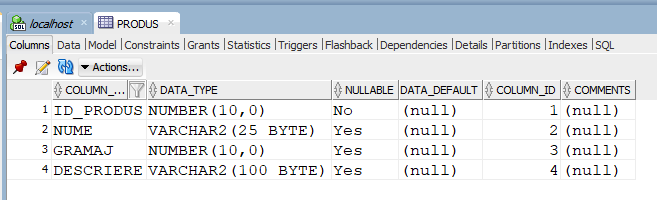 SQL localhost × PRODUS ×
Columns Data Model Constraints Grants Statistics Triggers Flashback Dependencies Details Partitions Indexes SQL
Actions...
COLUMN_... DATA_TYPE NULLABLE DATA_DEFAULT COLUMN_ID COMMENTS
1 ID_PRODUS NUMBER(10,0) No (null) 1 (null)
2 NUME VARCHAR2(25 BYTE) Yes (null) 2 (null)
3 GRAMAJ NUMBER(10,0) Yes (null) 3 (null)
4 DESCRIERE VARCHAR2(100 BYTE) Yes (null) 4 (null)